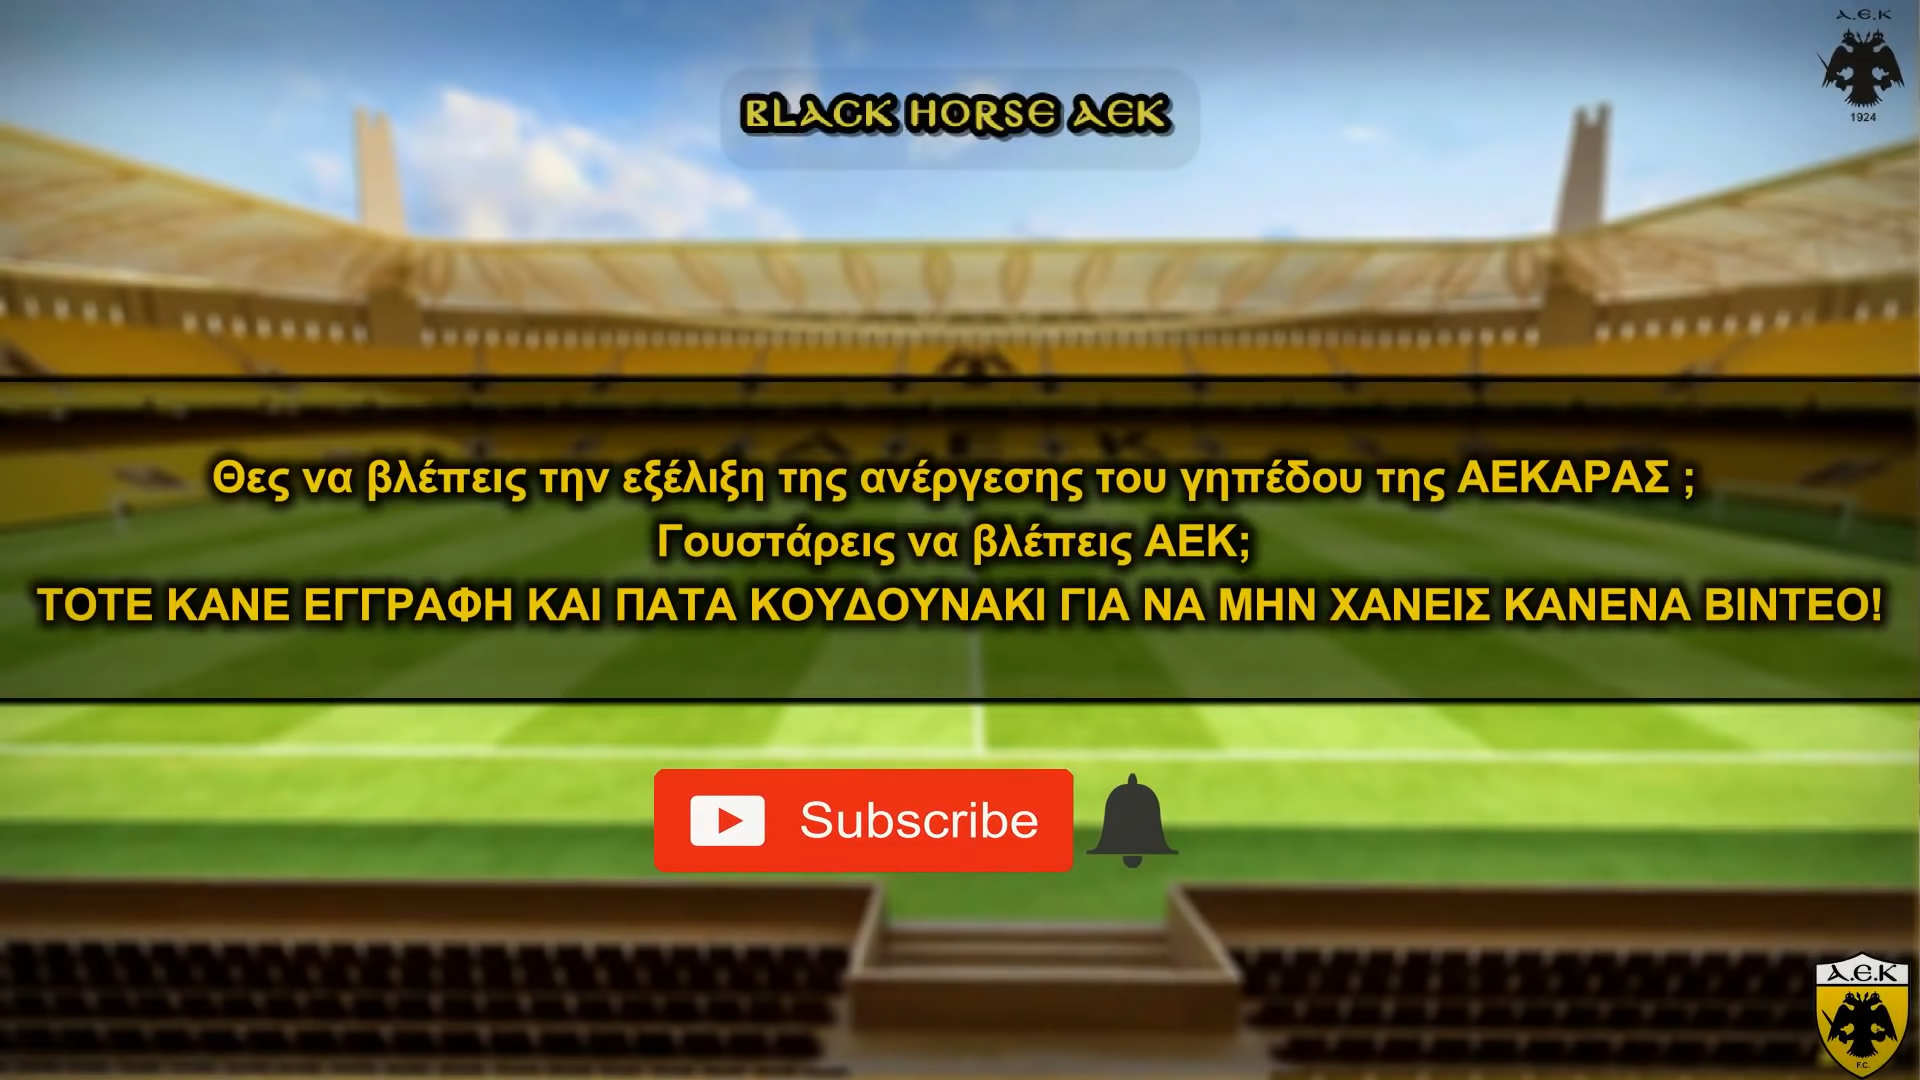 Α.Ε.Κ
1924
BLACK HORSE AEK
Α Ε Κ
Θες να βλέπεις την εξέλιξη της ανέργεσης του γηπέδου της ΑΕΚΑΡΑΣ ;
Γουστάρεις να βλέπεις ΑΕΚ;
ΤΟΤΕ ΚΑΝΕ ΕΓΓΡΑΦΗ ΚΑΙ ΠΑΤΑ ΚΟΥΔΟΥΝΑΚΙ ΓΙΑ ΝΑ ΜΗΝ ΧΑΝΕΙΣ ΚΑΝΕΝΑ ΒΙΝΤΕΟ!
Subscribe
Α.Ε.Κ
F.C.